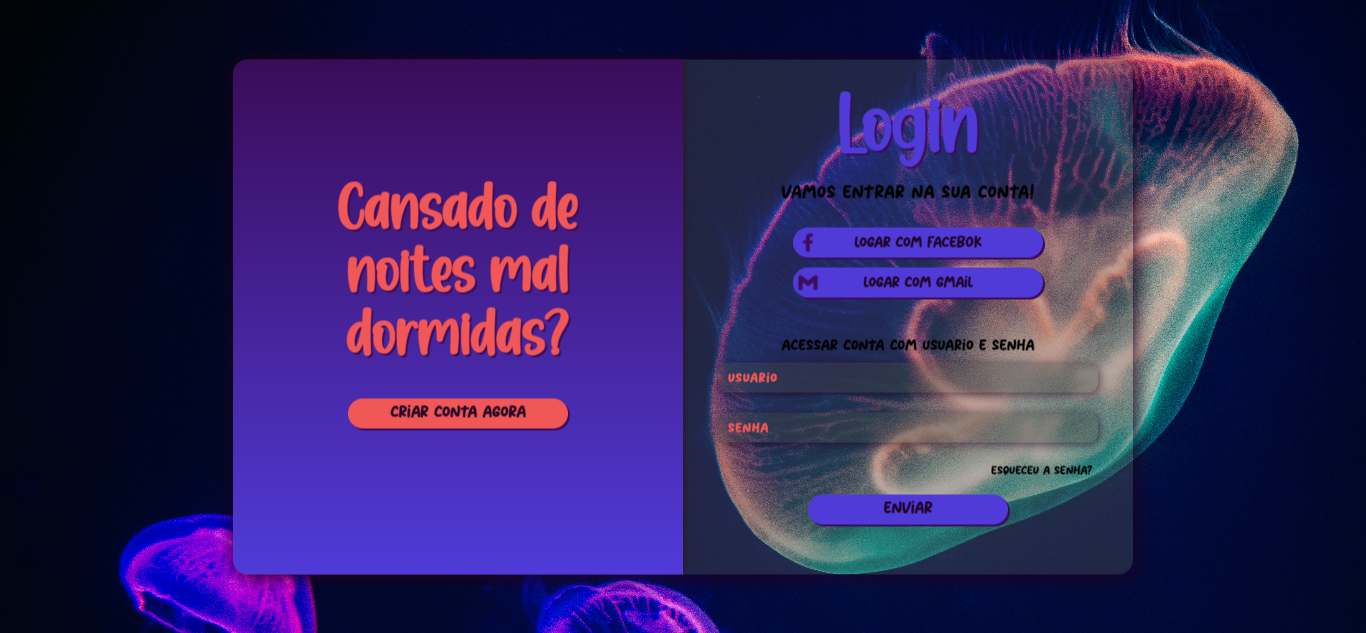 Cansado de
noites mal
dormidas?
CRIAR CONTA AGORA
Login
VAMOS ENTRAR NA SUA CONTA!
LOGAR COM FACEBOK
LOGAR COM GMAIL
ACESSAR CONTA COM USUARIO E SENHA
USUARIO
SENHA
ESQUECEU A SENHA?
ENVIAR